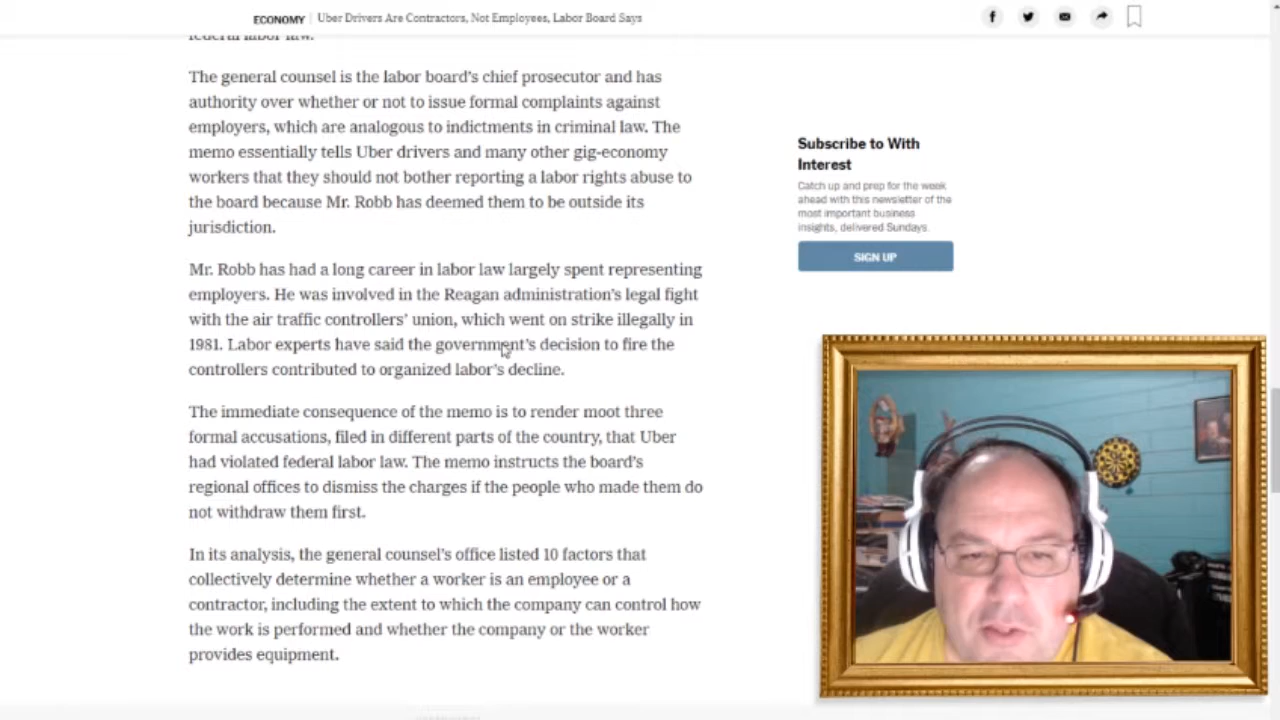 ECONOMY | Uber Drivers Are Contractors, Not Employees, Labor Board Says
federal labor law.
The general counsel is the labor board's chief prosecutor and has
authority over whether or not to issue formal complaints against
employers, which are analogous to indictments in criminal law. The
memo essentially tells Uber drivers and many other gig-economy
workers that they should not bother reporting a labor rights abuse to
the board because Mr. Robb has deemed them to be outside its
jurisdiction.
Mr. Robb has had a long career in labor law largely spent representing
employers. He was involved in the Reagan administration's legal fight
with the air traffic controllers' union, which went on strike illegally in
1981. Labor experts have said the government's decision to fire the
controllers contributed to organized labor's decline.
The immediate consequence of the memo is to render moot three
formal accusations, filed in different parts of the country, that Uber
had violated federal labor law. The memo instructs the board's
regional offices to dismiss the charges if the people who made them do
not withdraw them first.
In its analysis, the general counsel's office listed 10 factors that
collectively determine whether a worker is an employee or a
contractor, including the extent to which the company can control how
the work is performed and whether the company or the worker
provides equipment.
Subscribe to With
Interest
Catch up and prep for the week
ahead with this newsletter of the
most important business
insights, delivered Sundays.
SIGN UP